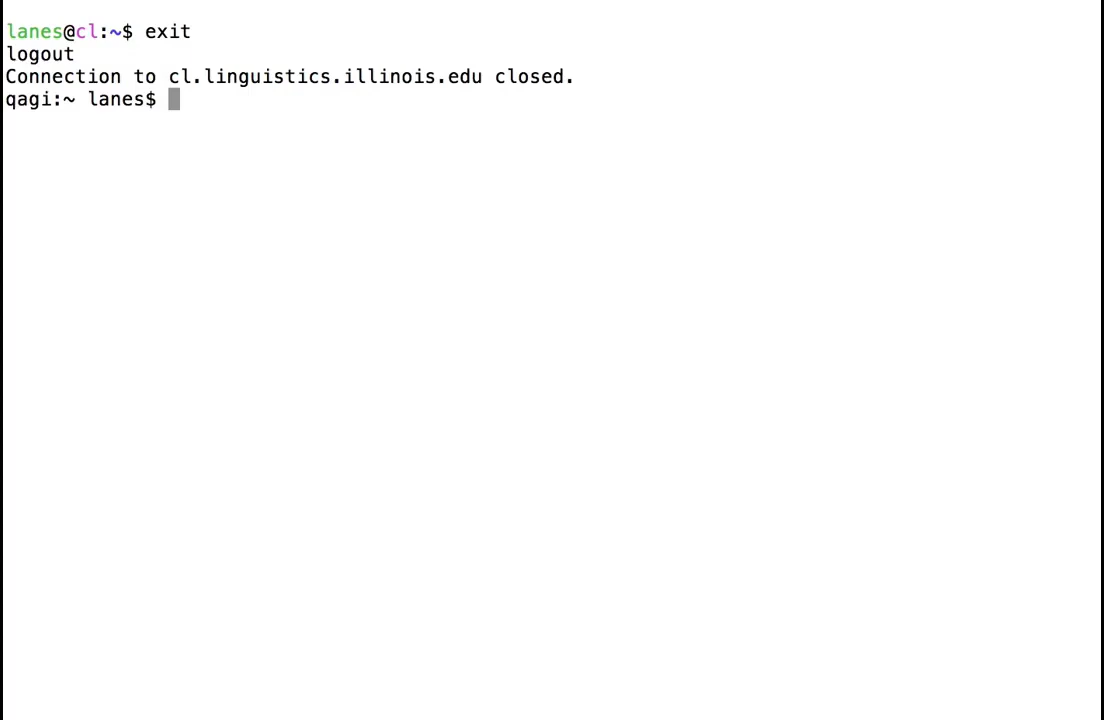 lanes@cl:~$ exit
logout
Connection to cl.linguistics.illinois.edu closed.
qagi:~ lanes$